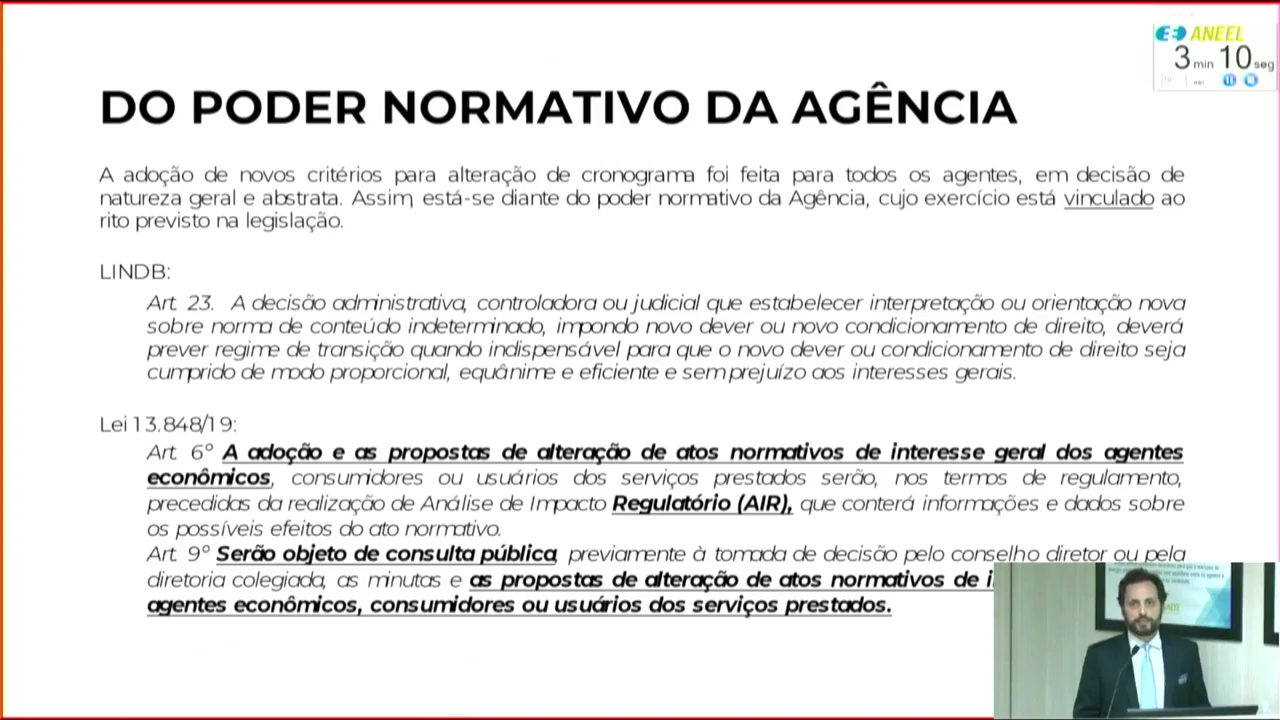 ANEEL
3 min 10 seg
DO PODER NORMATIVO DA AGÊNCIA
A adoção de novos critérios para alteração de cronograma foi feita para todos os agentes, em decisão de
natureza geral e abstrata. Assim, está-se diante do poder normativo da Agência, cujo exercício está vinculado ao
rito previsto na legislação.
LINDB:
Art. 23. A decisão administrativa, controladora ou judicial que estabelecer interpretação ou orientação nova
sobre norma de conteúdo indeterminado, impondo novo dever ou novo condicionamento de direito, deverá
prever regime de transição quando indispensável para que o novo dever ou condicionamento de direito seja
cumprido de modo proporcional, equânime e eficiente e sem prejuízo aos interesses gerais.
Lei 13.848/19:
Art. 6º A adoção e as propostas de alteração de atos normativos de interesse geral dos agentes
econômicos, consumidores ou usuários dos serviços prestados serão, nos termos de regulamento,
precedidas da realização de Análise de Impacto Regulatório (AIR), que conterá informações e dados sobre
os possíveis efeitos do ato normativo.
Art. 9º Serão objeto de consulta pública, previamente à tomada de decisão pelo conselho diretor ou pela
diretoria colegiada, as minutas e as propostas de alteração de atos normativos de
agentes econômicos, consumidores ou usuários dos serviços prestados.